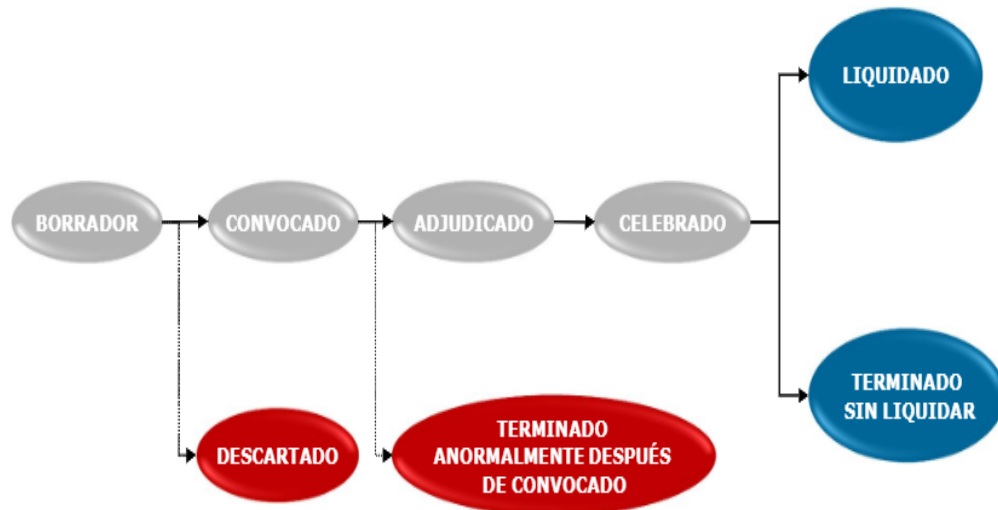 LIQUIDADO
BORRADOR
CONVOCADO
ADJUDICADO
CELEBRADO
TERMINADO
SIN LIQUIDAR
DESCARTADO
TERMINADO
ANORMALMENTE DESPUÉS
DE CONVOCADO